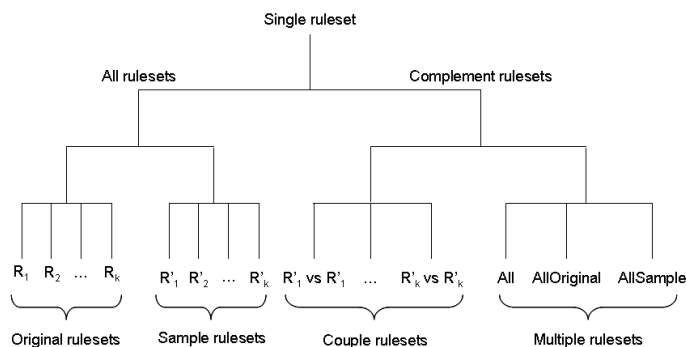 Single ruleset
All rulesets Complement rulesets
R1 R2 ... Rk R'1 R'2 ... R'k R'1 vs R'1 ... R'k vs R'k All AllOriginal AllSample
Original rulesets Sample rulesets Couple rulesets Multiple rulesets